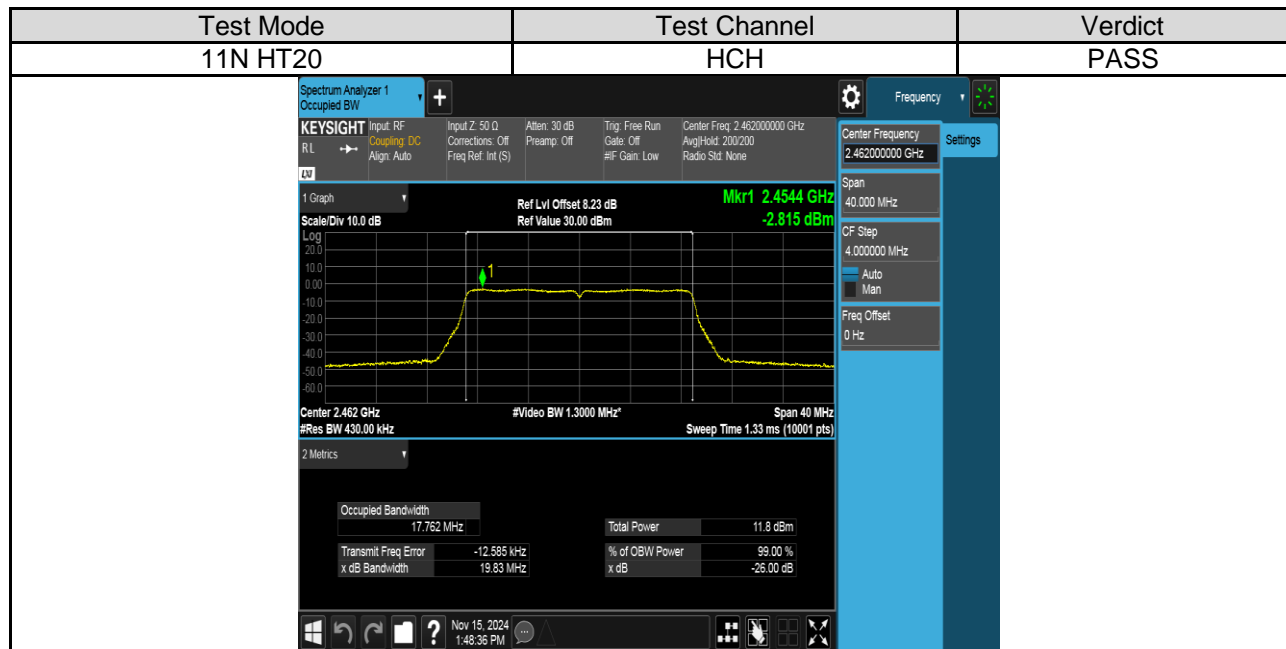 Test Mode Test Channel Verdict
11N HT20 HCH PASS
Spectrum Analyzer 1
Occupied BW
+
Frequency
KEYSIGHT
RL
LXI
Input: RF
Coupling: DC
Align: Auto
Input Z: 50 Ω
Corrections: Off
Freq Ref: Int (S)
Atten: 30 dB
Preamp: Off
Trig: Free Run
Gate: Off
#IF Gain: Low
Center Freq: 2.462000000 GHz
Avg|Hold: 200/200
Radio Std: None
Center Frequency
2.462000000 GHz
Settings
Span
40.000 MHz
CF Step
4.000000 MHz
Auto
Man
Freq Offset
0 Hz
1 Graph
Scale/Div 10.0 dB
Ref Lvl Offset 8.23 dB
Ref Value 30.00 dBm
Mkr1 2.4544 GHz
-2.815 dBm
Log
20.0
10.0
0.00
-10.0
-20.0
-30.0
-40.0
-50.0
-60.0
1
Center 2.462 GHz
#Res BW 430.00 kHz
#Video BW 1.3000 MHz*
Span 40 MHz
Sweep Time 1.33 ms (10001 pts)
2 Metrics
Occupied Bandwidth
17.762 MHz
Total Power 11.8 dBm
Transmit Freq Error -12.585 kHz
% of OBW Power 99.00 %
x dB Bandwidth 19.83 MHz
x dB -26.00 dB
?
Nov 15, 2024
1:48:36 PM